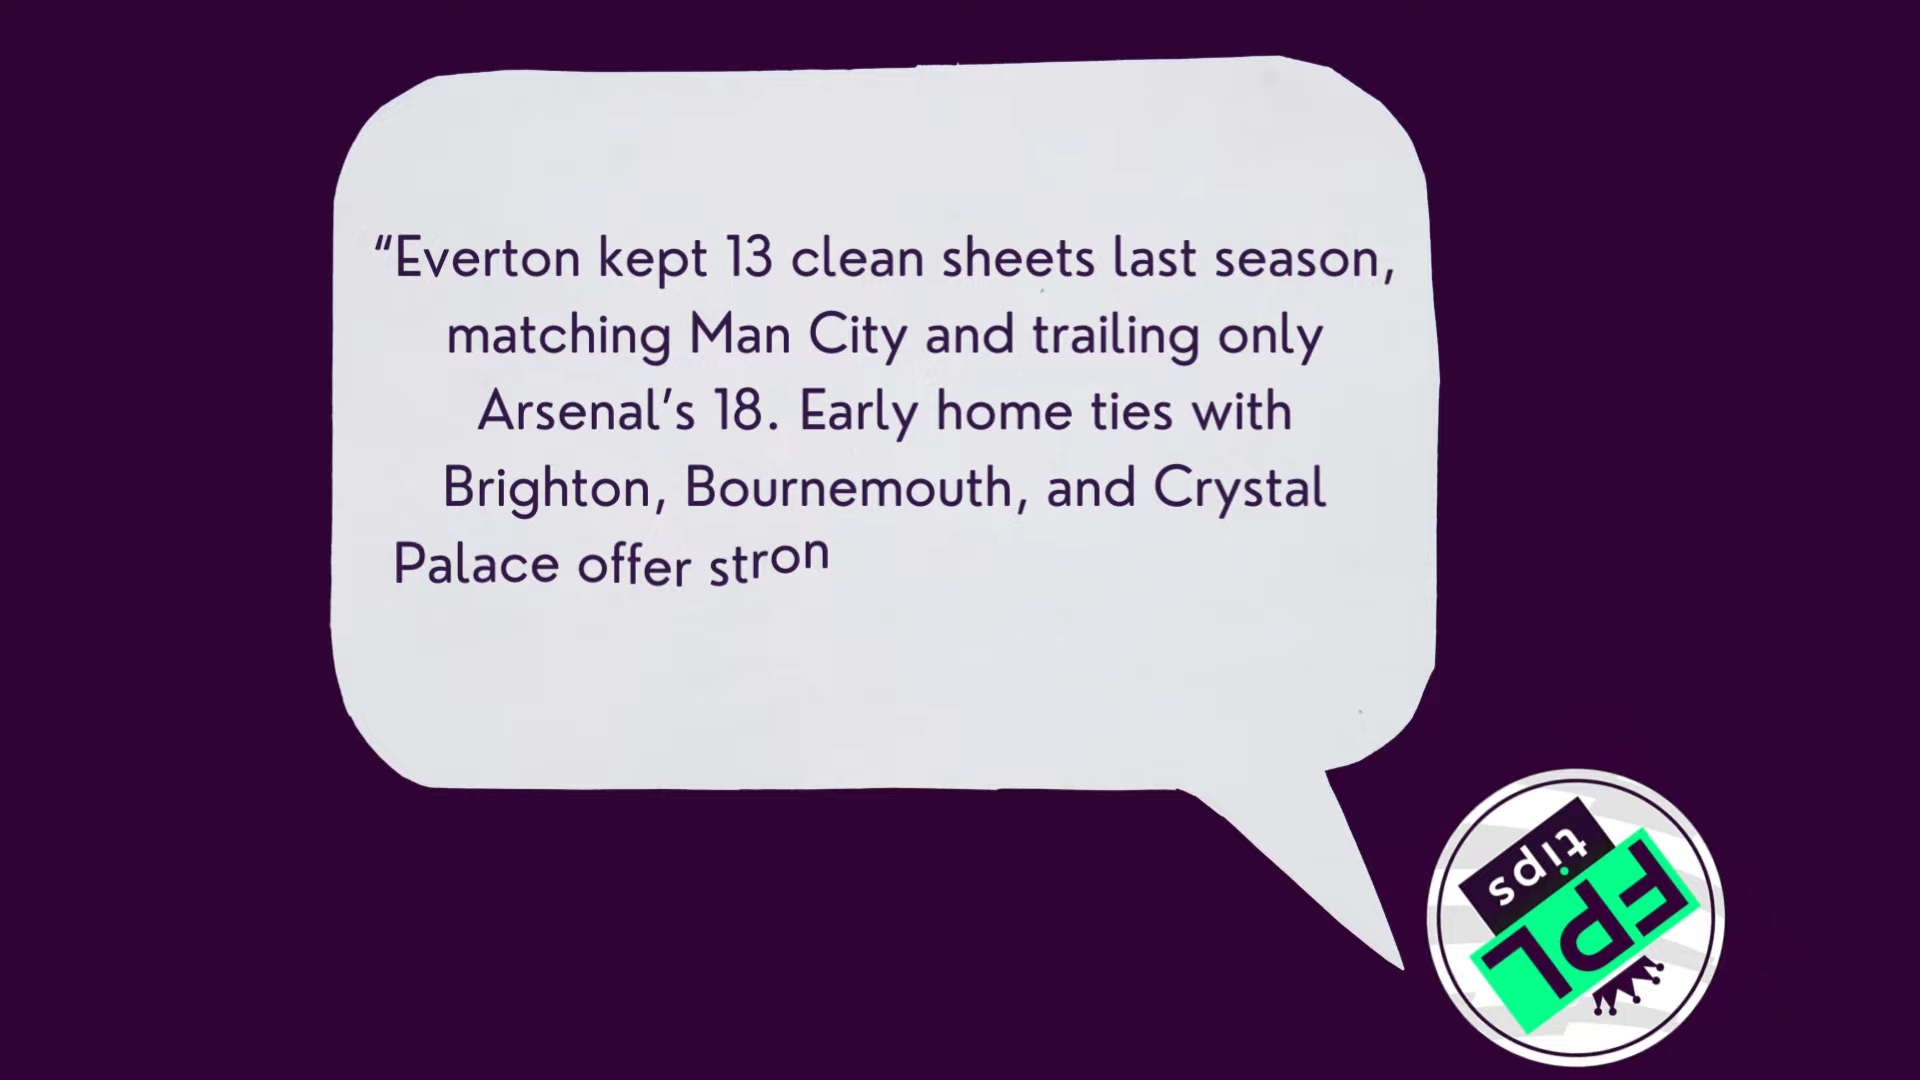 “Everton kept 13 clean sheets last season,
matching Man City and trailing only
Arsenal’s 18. Early home ties with
Brighton, Bournemouth, and Crystal
Palace offer stron
FPL
tips